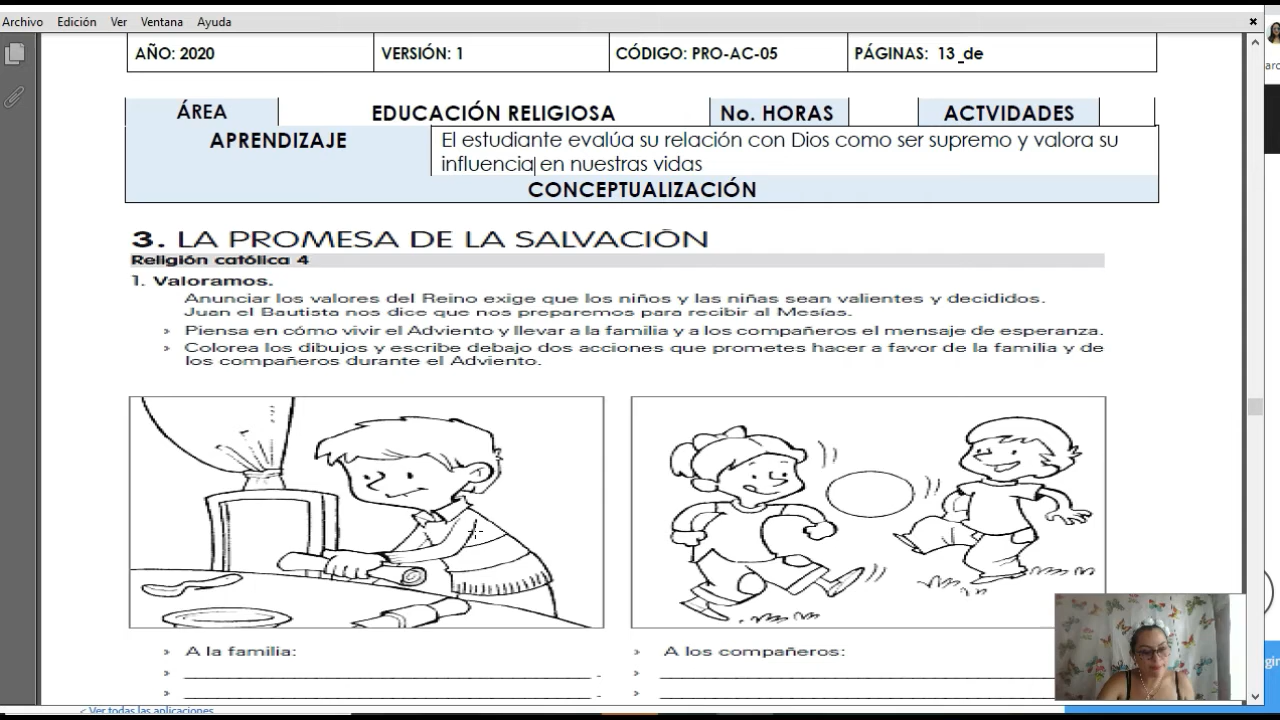 Archivo Edición Ver Ventana Ayuda
AÑO: 2020 VERSIÓN: 1 CÓDIGO: PRO-AC-05 PÁGINAS: 13_de
ÁREA EDUCACIÓN RELIGIOSA No. HORAS ACTVIDADES
APRENDIZAJE El estudiante evalúa su relación con Dios como ser supremo y valora su
influencia en nuestras vidas
CONCEPTUALIZACIÓN
3. LA PROMESA DE LA SALVACIÓN
Religión católica 4
1. Valoramos.
Anunciar los valores del Reino exige que los niños y las niñas sean valientes y decididos.
Juan el Bautista nos dice que nos preparemos para recibir al Mesías.
Piensa en cómo vivir el Adviento y llevar a la familia y a los compañeros el mensaje de esperanza.
Colorea los dibujos y escribe debajo dos acciones que prometes hacer a favor de la familia y de
los compañeros durante el Adviento.
A la familia: A los compañeros:
< Ver todas las aplicaciones